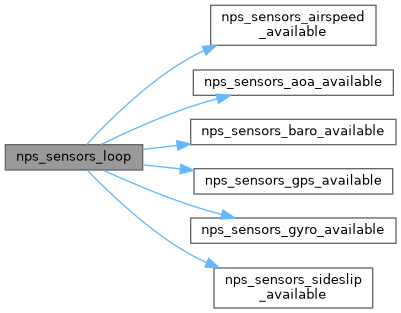 nps_sensors_airspeed
_available
nps_sensors_aoa_available
nps_sensors_baro_available
nps_sensors_loop
nps_sensors_gps_available
nps_sensors_gyro_available
nps_sensors_sideslip
_available